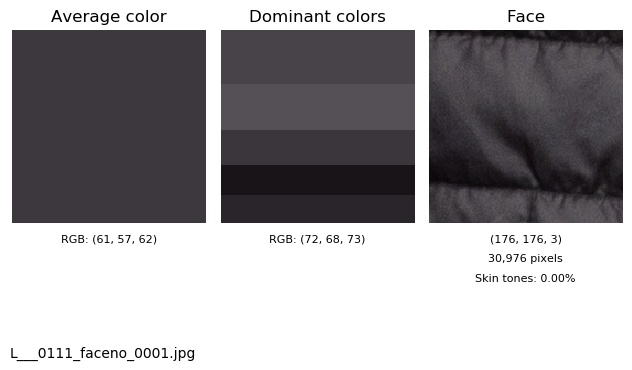 Average color
Dominant colors
Face
RGB: (61, 57, 62)
RGB: (72, 68, 73)
(176, 176, 3)
30,976 pixels
Skin tones: 0.00%
L___0111_faceno_0001.jpg